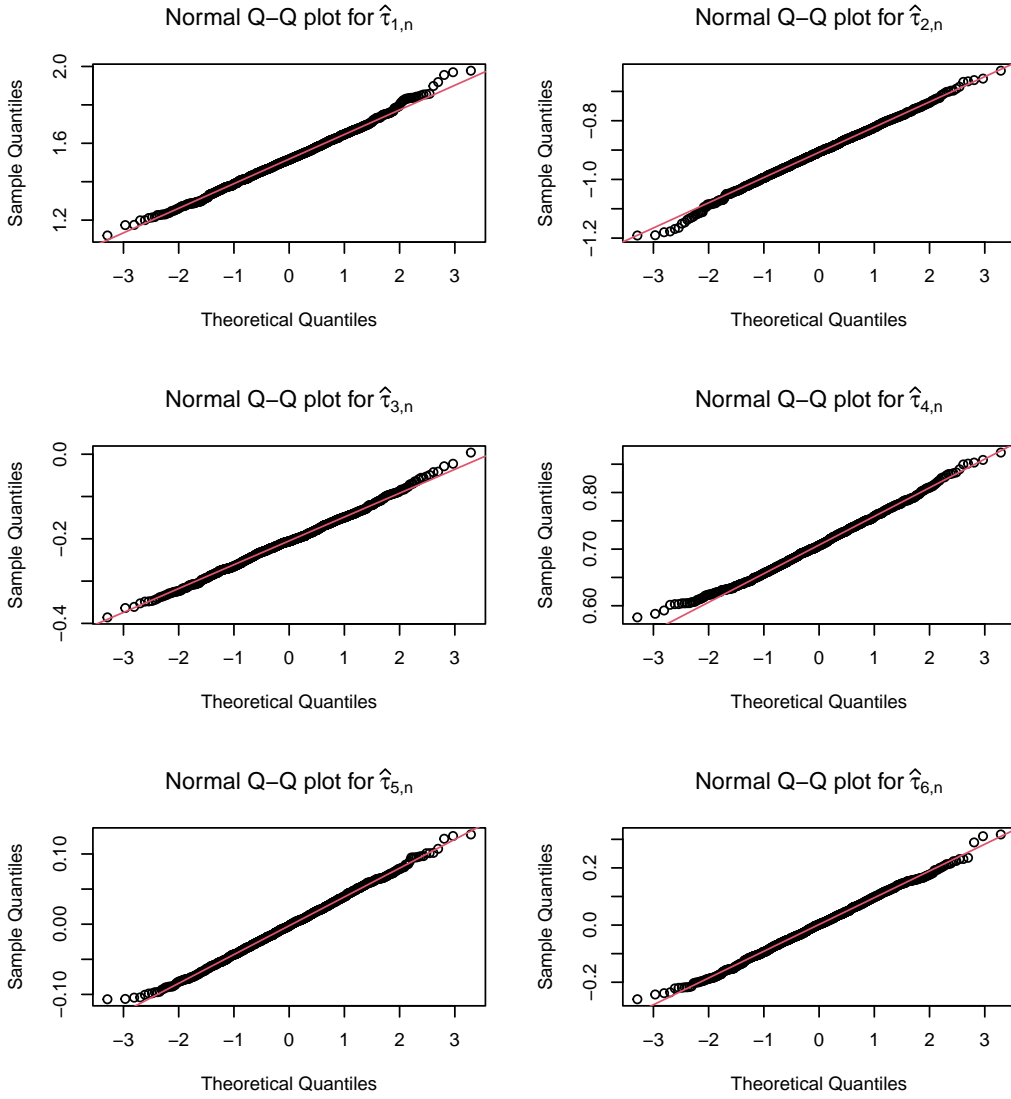 Normal Q−Q plot for τ̂1,n
Sample Quantiles
1.2 1.6 2.0
−3 −2 −1 0 1 2 3
Theoretical Quantiles
Normal Q−Q plot for τ̂2,n
Sample Quantiles
−1.2 −1.0 −0.8
−3 −2 −1 0 1 2 3
Theoretical Quantiles
Normal Q−Q plot for τ̂3,n
Sample Quantiles
−0.4 −0.2 0.0
−3 −2 −1 0 1 2 3
Theoretical Quantiles
Normal Q−Q plot for τ̂4,n
Sample Quantiles
0.60 0.70 0.80
−3 −2 −1 0 1 2 3
Theoretical Quantiles
Normal Q−Q plot for τ̂5,n
Sample Quantiles
−0.10 0.00 0.10
−3 −2 −1 0 1 2 3
Theoretical Quantiles
Normal Q−Q plot for τ̂6,n
Sample Quantiles
−0.2 0.0 0.2
−3 −2 −1 0 1 2 3
Theoretical Quantiles